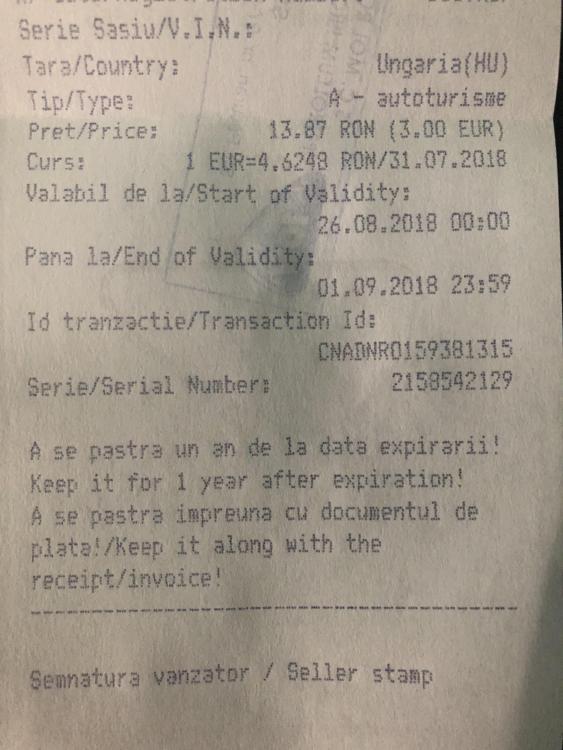 Serie Sasiu/V.I.N.:
Tara/Country: Ungaria(HU)
Tip/Type: A - autoturisme
Pret/Price: 13.87 RON (3.00 EUR)
Curs: 1 EUR=4.6248 RON/31.07.2018
Valabil de la/Start of Validity:
26.08.2018 00:00
Pana la/End of Validity:
01.09.2018 23:59
Id tranzactie/Transaction Id:
CNADNRO159381315
Serie/Serial Number: 2158542129
A se pastra un an de la data expirarii!
Keep it for 1 year after expiration!
A se pastra impreuna cu documentul de
plata!/Keep it along with the
receipt/invoice!
Semnatura vanzator / Seller stamp